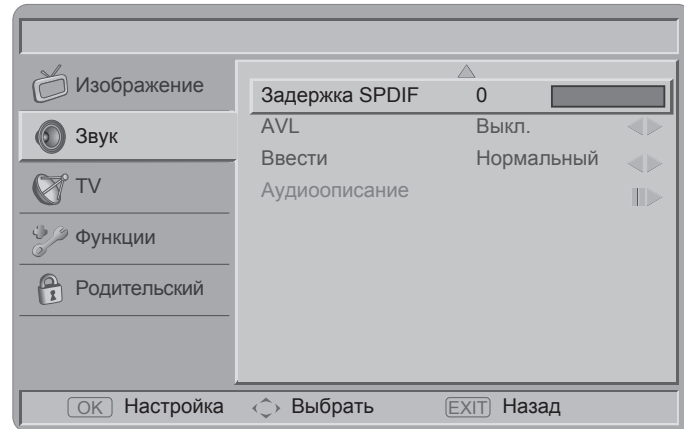 Изображение
Звук
TV
Функции
Родительский
Задержка SPDIF 0
AVL Выкл.
Ввести Нормальный
Аудиоописание
OK Настройка Выбрать EXIT Назад